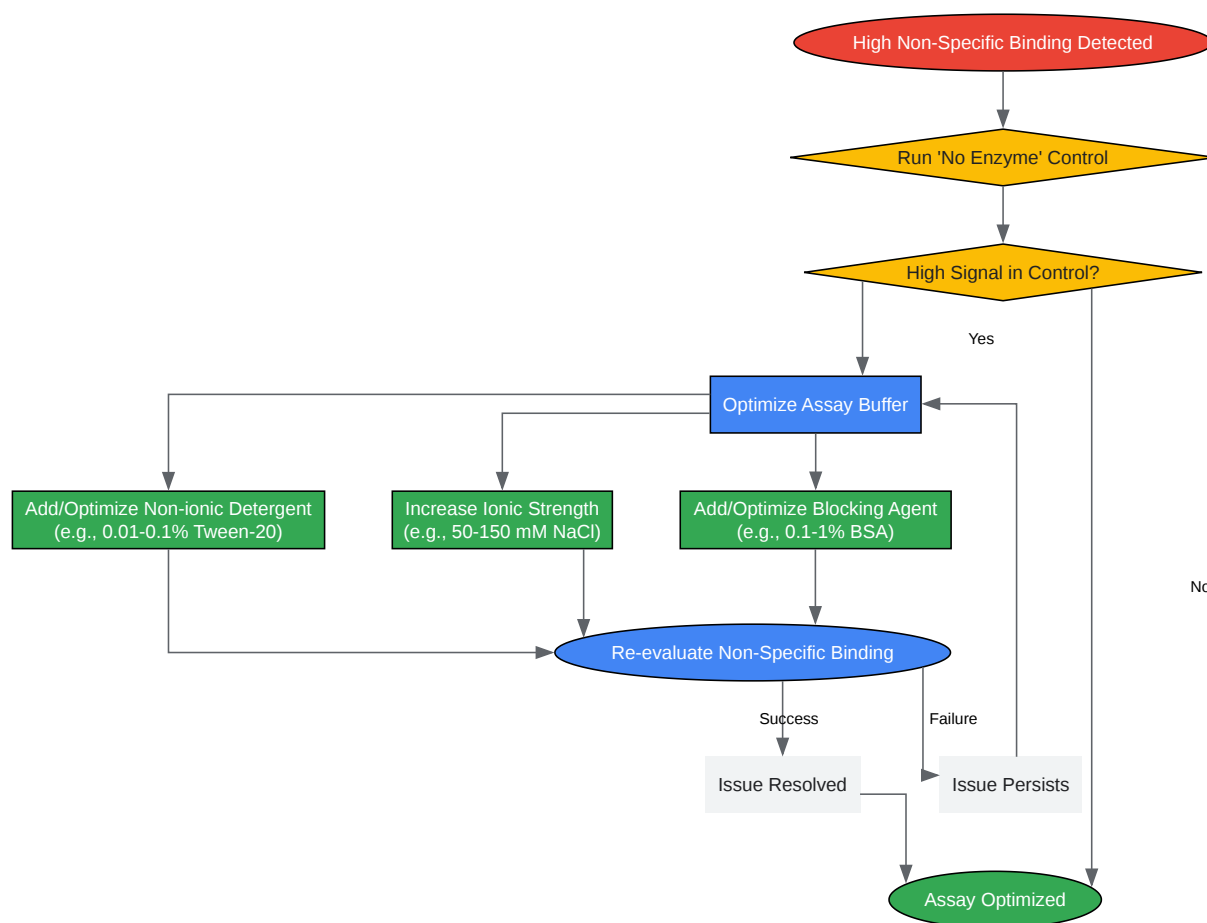 High Non-Specific Binding Detected
Run 'No Enzyme' Control
High Signal in Control?
Yes
Optimize Assay Buffer
Add/Optimize Non-ionic Detergent
(e.g., 0.01-0.1% Tween-20)
Increase Ionic Strength
(e.g., 50-150 mM NaCl)
Add/Optimize Blocking Agent
(e.g., 0.1-1% BSA)
No
Re-evaluate Non-Specific Binding
Success
Failure
Issue Resolved
Issue Persists
Assay Optimized